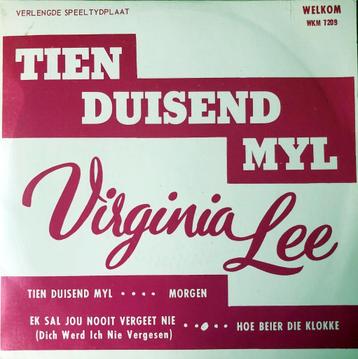 VERLENGDE SPEELTYDPLAAT
WELKOM
WKM 7209
TIEN
DUISEND
MYL
Virginia Lee
TIEN DUISEND MYL .... MORGEN
EK SAL JOU NOOIT VERGEET NIE .... HOE BEIER DIE KLOKKE
(Dich Werd Ich Nie Vergesen)